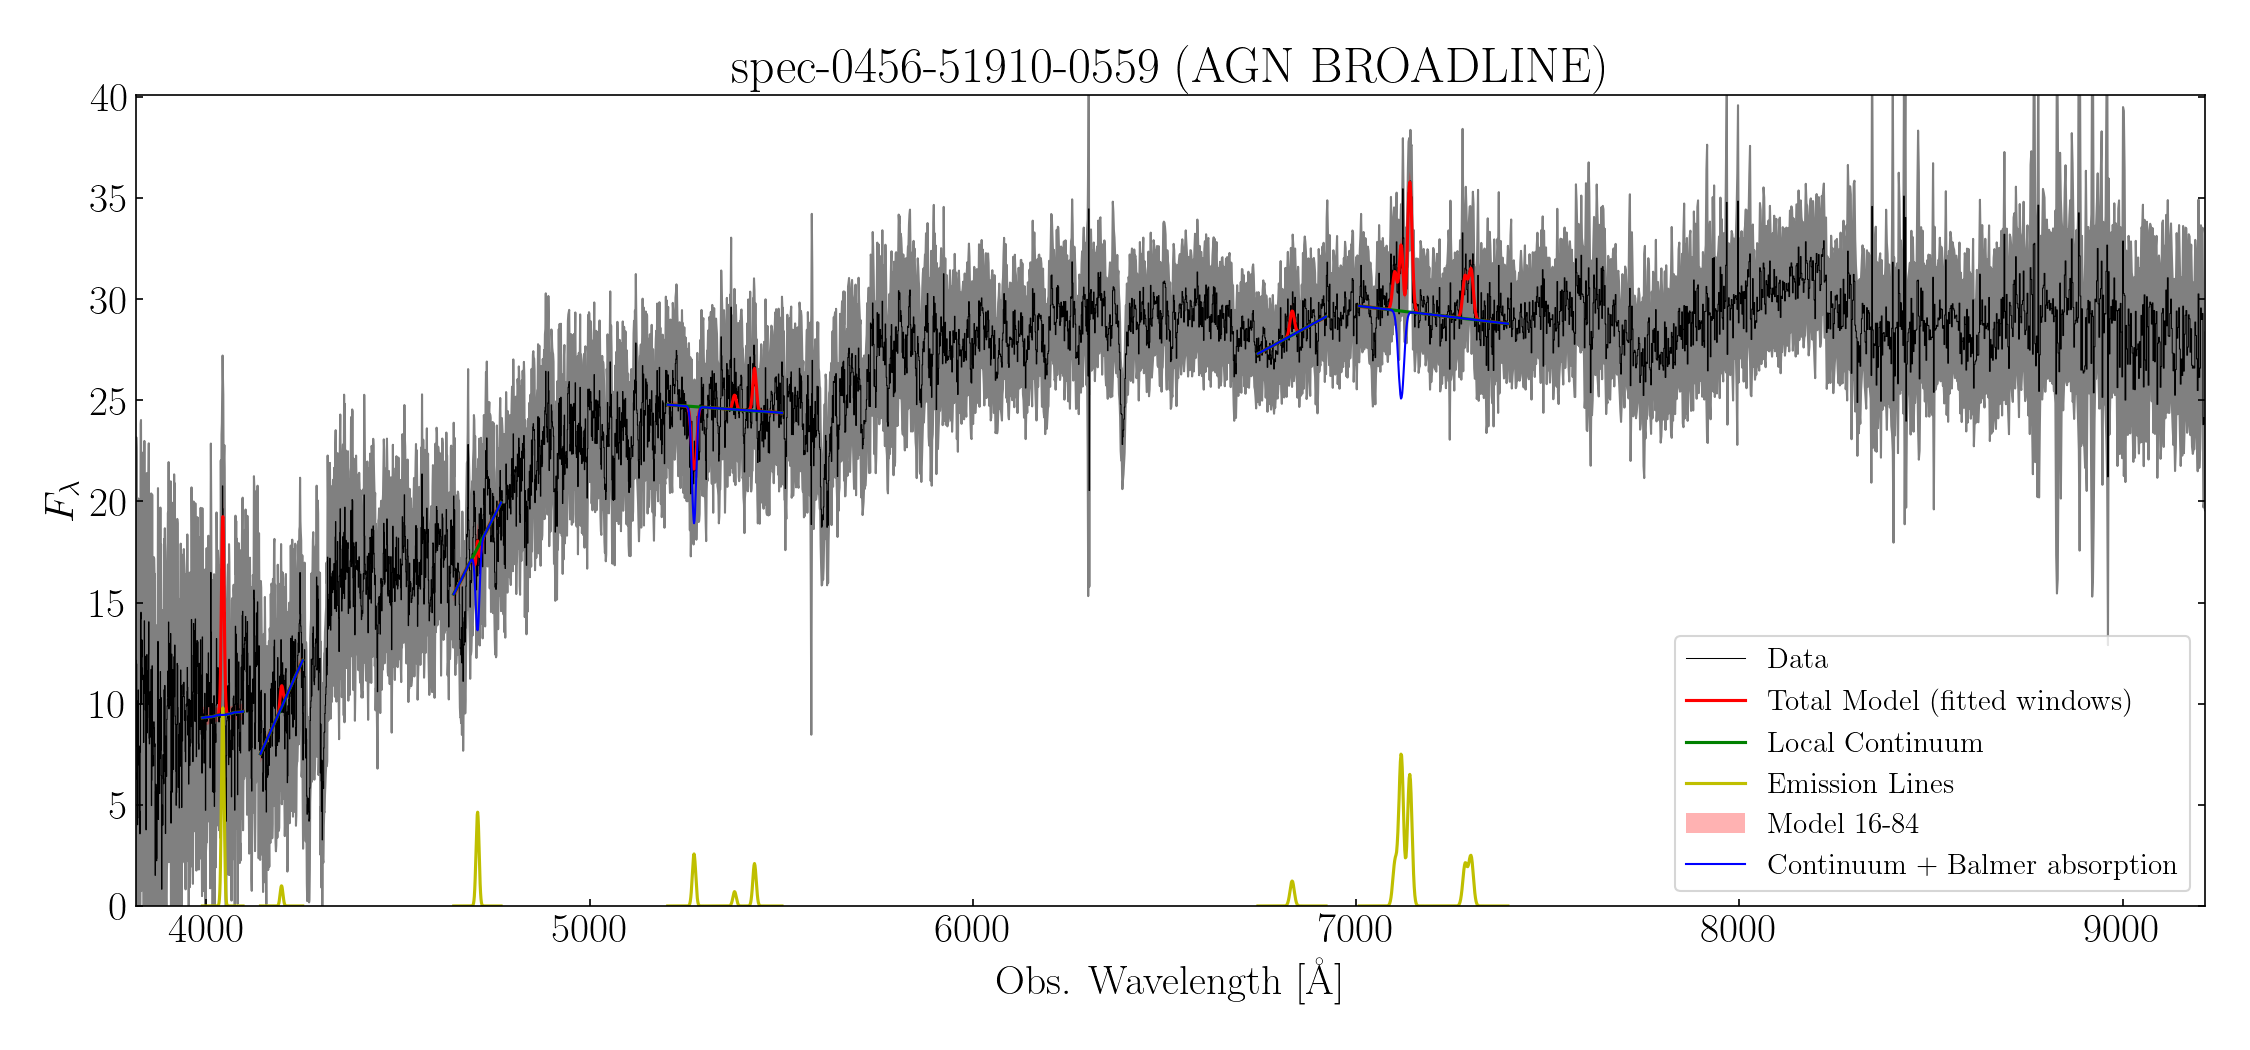 spec-0456-51910-0559 (AGN BROADLINE)
40
35
30
25
20
15
10
5
0
Fλ
Data
Total Model (fitted windows)
Local Continuum
Emission Lines
Model 16-84
Continuum + Balmer absorption
4000 5000 6000 7000 8000 9000
Obs. Wavelength [Å]